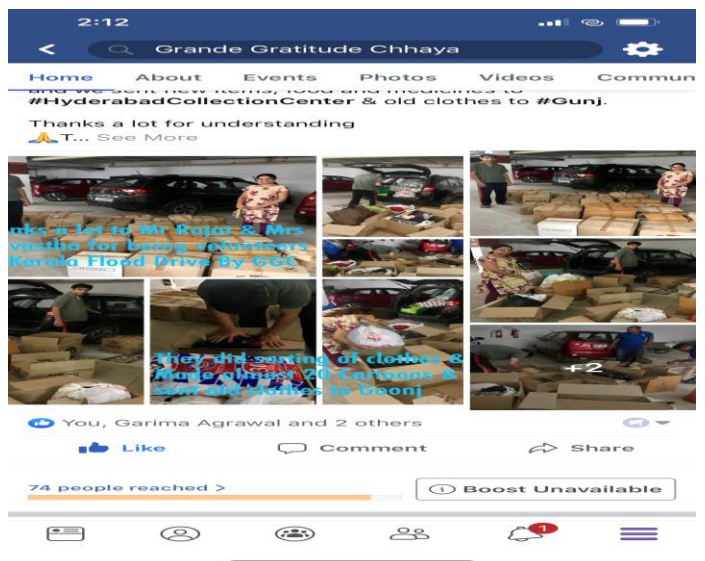 2:12
Grande Gratitude Chhaya
Home About Events Photos Videos Commun
and we sent new items, food and medicines to
#HyderabadCollectionCenter & old clothes to #Gunj.
Thanks a lot for understanding
🙏 T... See More
nks a lot to Mr Rajat & Mrs
vastha for being volunteers
Kerala Flood Drive By GGC
They did sorting of clothes &
Made almost 20 Cartoons &
sent old clothes to Goonj
+2
You, Garima Agrawal and 2 others
Like Comment Share
74 people reached >
Boost Unavailable
1